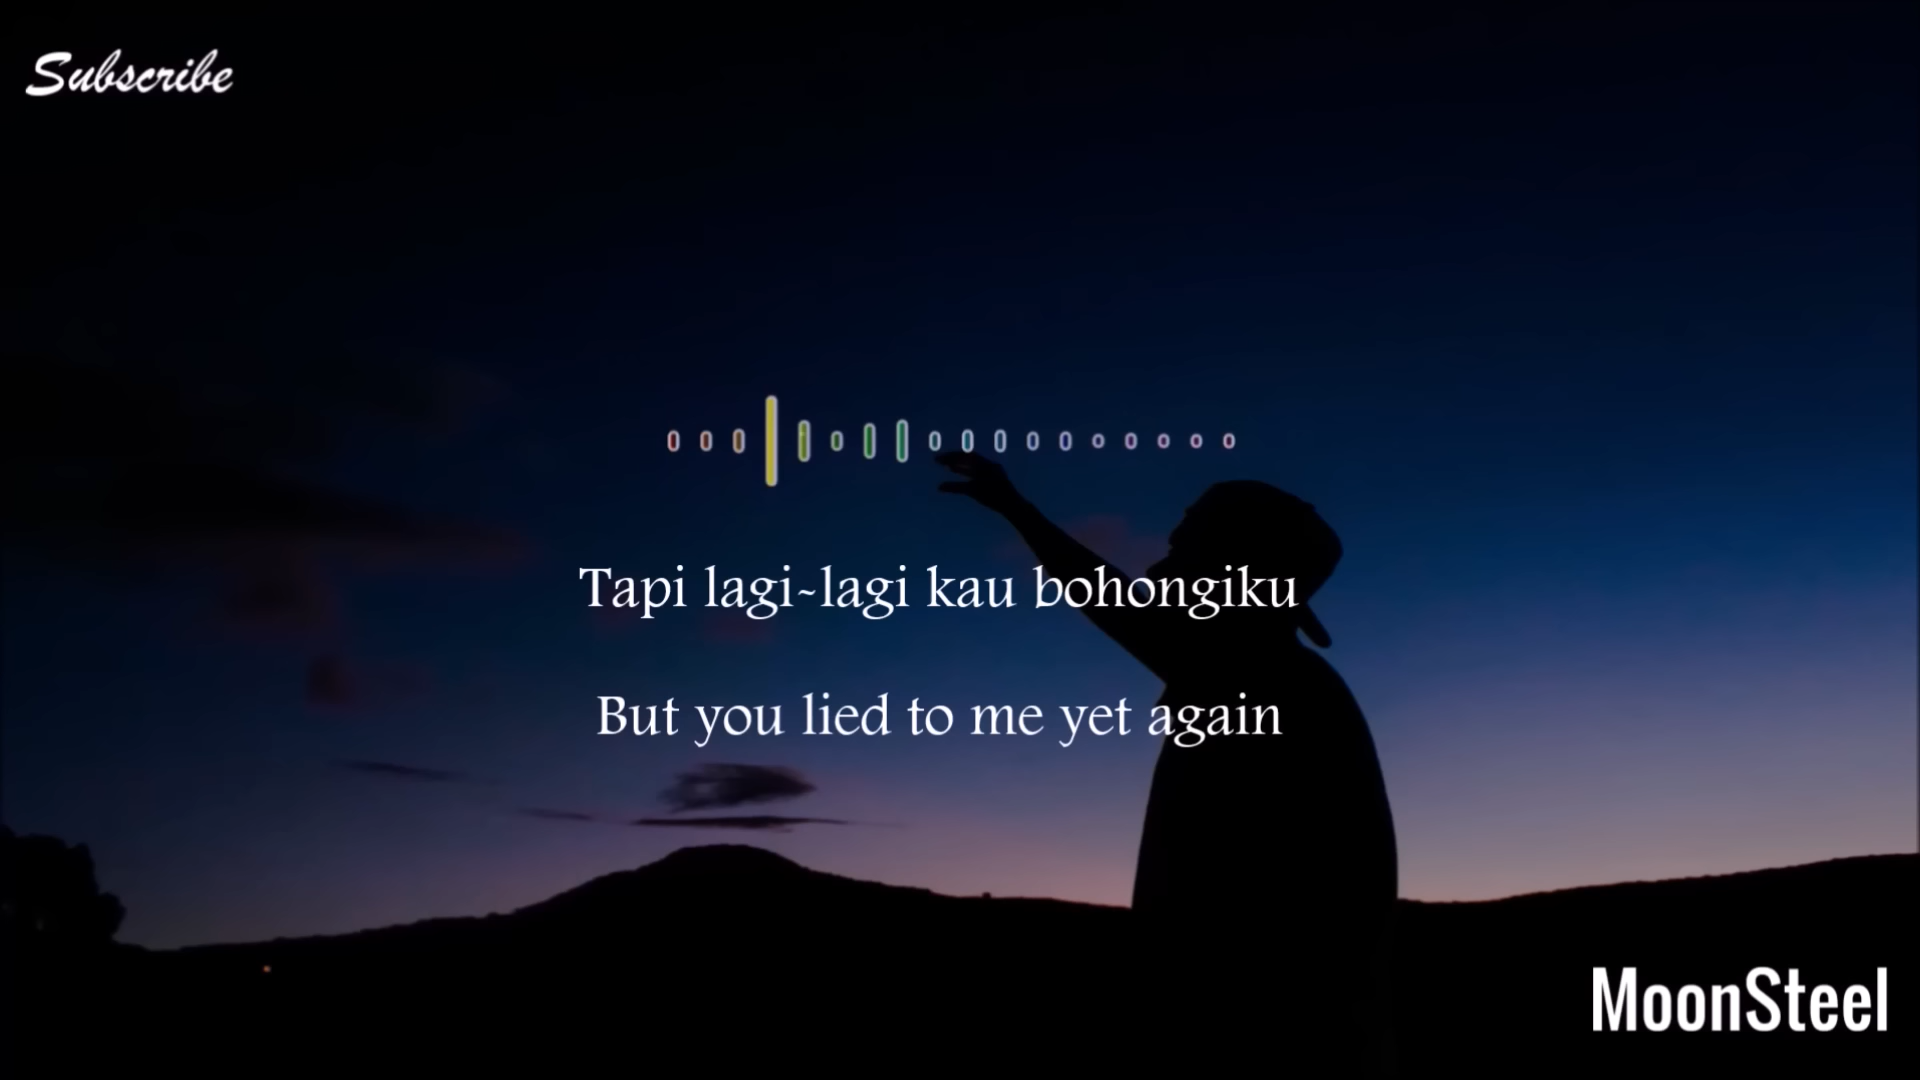 Subscribe
Tapi lagi-lagi kau bohongiku
But you lied to me yet again
MoonSteel